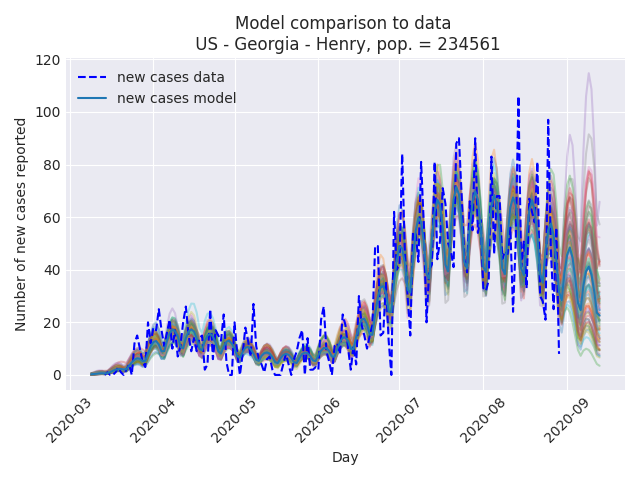 Model comparison to data
US - Georgia - Henry, pop. = 234561
120
100
80
60
40
20
0
Number of new cases reported
new cases data
new cases model
2020-03
2020-04
2020-05
2020-06
2020-07
2020-08
2020-09
Day